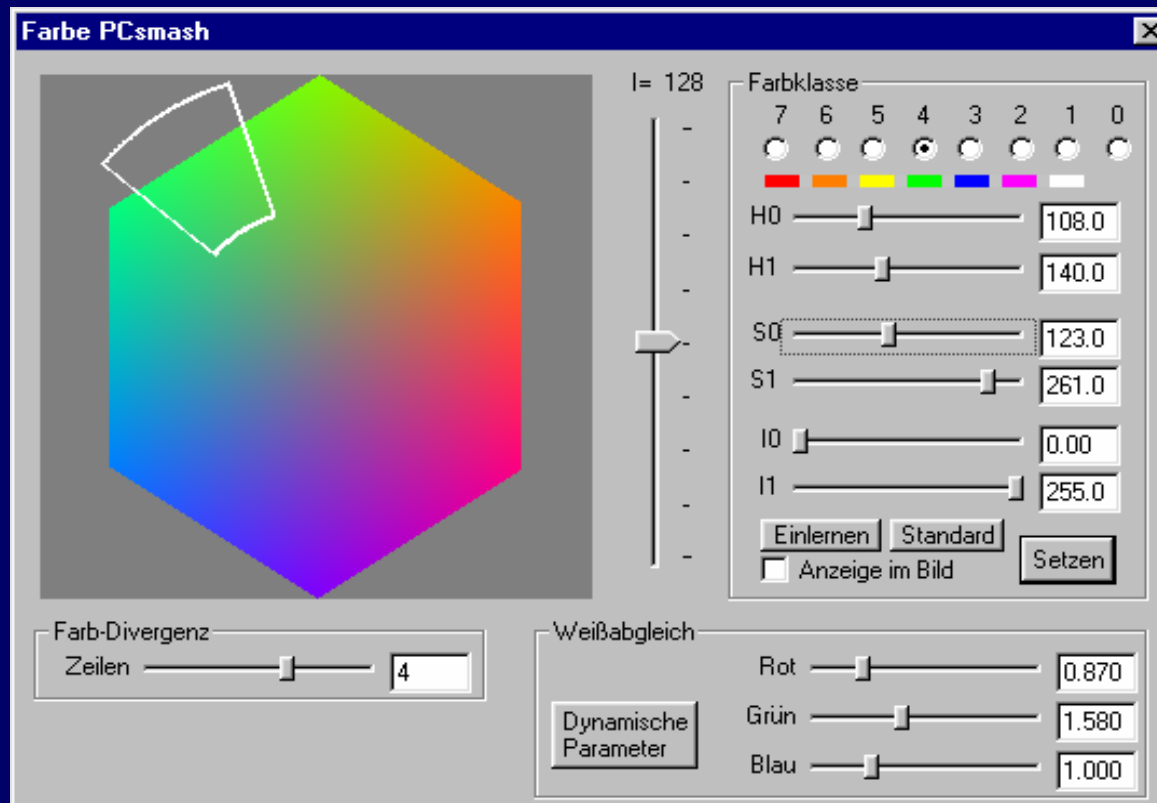 Farbe PCsmash
I= 128
Farbklasse
7 6 5 4 3 2 1 0
H0 108.0
H1 140.0
S0 123.0
S1 261.0
I0 0.00
I1 255.0
Einlernen Standard
Anzeige im Bild
Setzen
Farb-Divergenz
Zeilen 4
Weißabgleich
Dynamische
Parameter
Rot 0.870
Grün 1.580
Blau 1.000